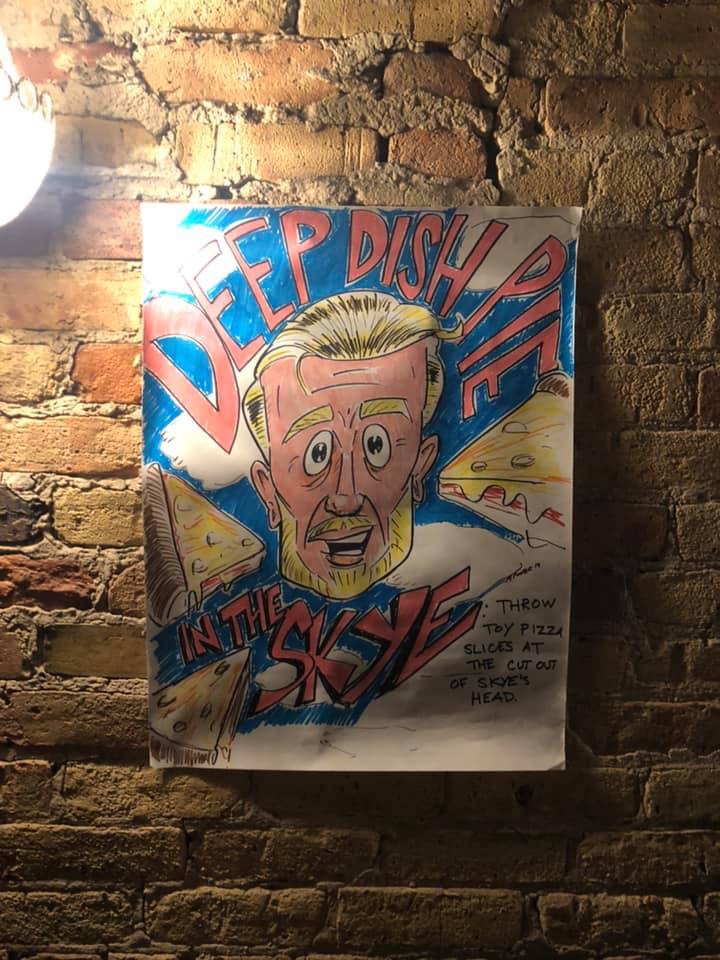 DEEP DISH PIE
IN THE
SKYE
: THROW
TOY PIZZA
SLICES AT
THE CUT OUT
OF SKYE'S
HEAD.